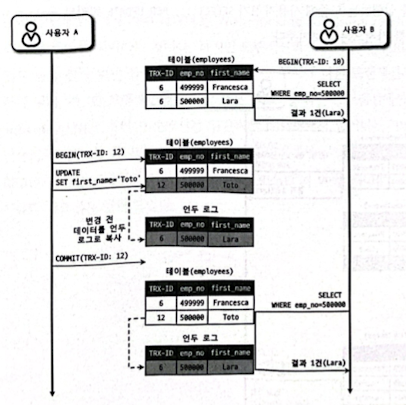 사용자 A
사용자 B
테이블(employees)
BEGIN(TRX-ID: 10)
TRX-ID emp_no first_name
6 499999 Francesca
6 500000 Lara
SELECT
WHERE emp_no=500000
결과 1건(Lara)
BEGIN(TRX-ID: 12)
테이블(employees)
TRX-ID emp_no first_name
6 499999 Francesca
12 500000 Toto
UPDATE
SET first_name='Toto'
변경 전
데이터를 언두
로그로 복사
언두 로그
TRX-ID emp_no first_name
6 500000 Lara
COMMIT(TRX-ID: 12)
테이블(employees)
TRX-ID emp_no first_name
6 499999 Francesca
12 500000 Toto
SELECT
WHERE emp_no=500000
언두 로그
TRX-ID emp_no first_name
6 500000 Lara
결과 1건(Lara)